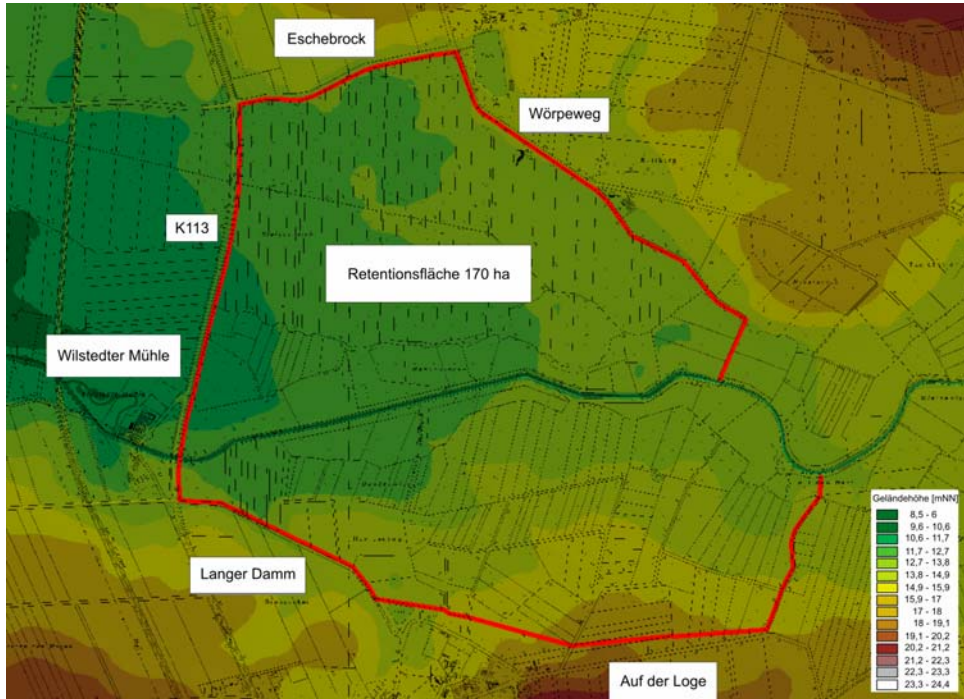 Eschebrock
Wörpeweg
K113
Retentionsfläche 170 ha
Wilstedter Mühle
Langer Damm
Auf der Loge
Geländehöhe [mNN]
8,5 - 6
9,6 - 10,6
10,6 - 11,7
11,7 - 12,7
12,7 - 13,8
13,8 - 14,9
14,9 - 15,9
15,9 - 17
17 - 18
18 - 19,1
19,1 - 20,2
20,2 - 21,2
21,2 - 22,3
22,3 - 23,3
23,3 - 24,4